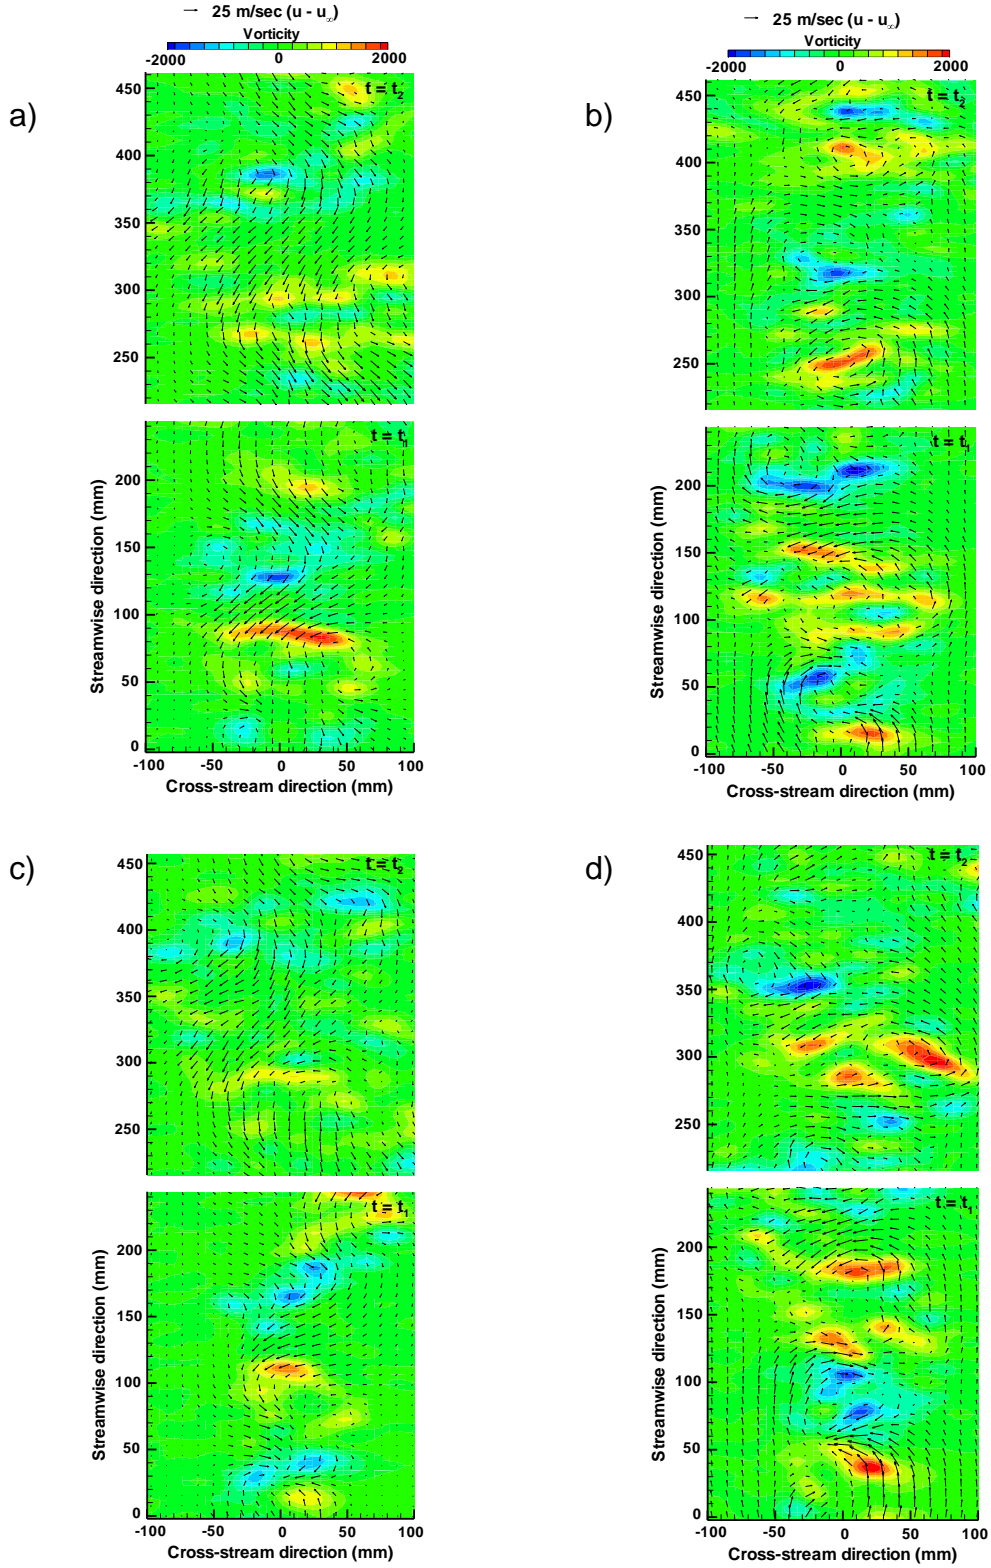 25 m/sec (u - u∞)
Vorticity
-2000 0 2000
a)
t = t2
450
400
350
300
250
t = t1
200
150
100
50
0
Streamwise direction (mm)
-100 -50 0 50 100
Cross-stream direction (mm)
25 m/sec (u - u∞)
Vorticity
-2000 0 2000
b)
t = t2
450
400
350
300
250
t = t1
200
150
100
50
0
Streamwise direction (mm)
-100 -50 0 50 100
Cross-stream direction (mm)
c)
t = t2
450
400
350
300
250
t = t1
200
150
100
50
0
Streamwise direction (mm)
-100 -50 0 50 100
Cross-stream direction (mm)
d)
t = t2
450
400
350
300
250
t = t1
200
150
100
50
0
Streamwise direction (mm)
-100 -50 0 50 100
Cross-stream direction (mm)